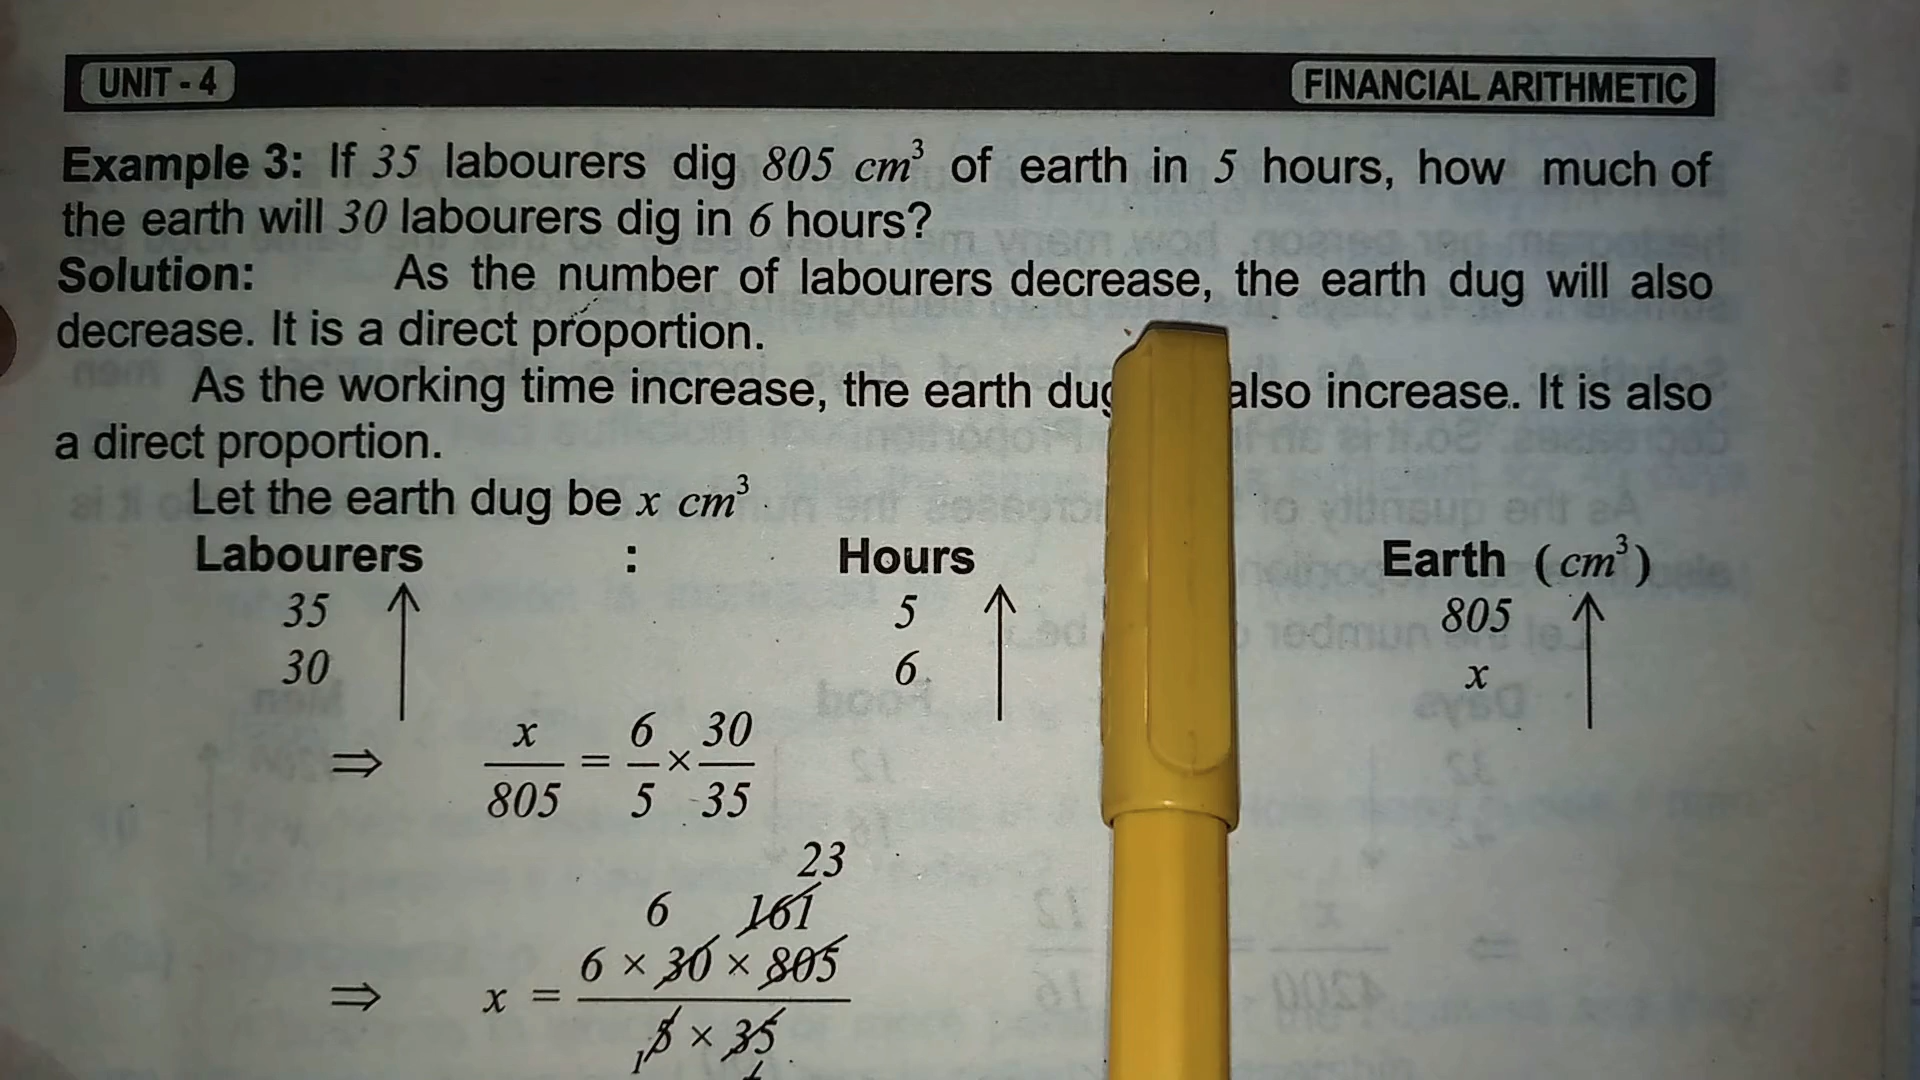 UNIT - 4 FINANCIAL ARITHMETIC
Example 3: If 35 labourers dig 805 cm³ of earth in 5 hours, how much of
the earth will 30 labourers dig in 6 hours?
Solution: As the number of labourers decrease, the earth dug will also
decrease. It is a direct proportion.
As the working time increase, the earth dug also increase. It is also
a direct proportion.
Let the earth dug be x cm³
Labourers : Hours Earth (cm³)
35 ↑ 5 ↑ 805 ↑
30 6 x
⇒ x/805 = 6/5 × 30/35
23
6 161
⇒ x = 6 × 30 × 805 / 5 × 35
1